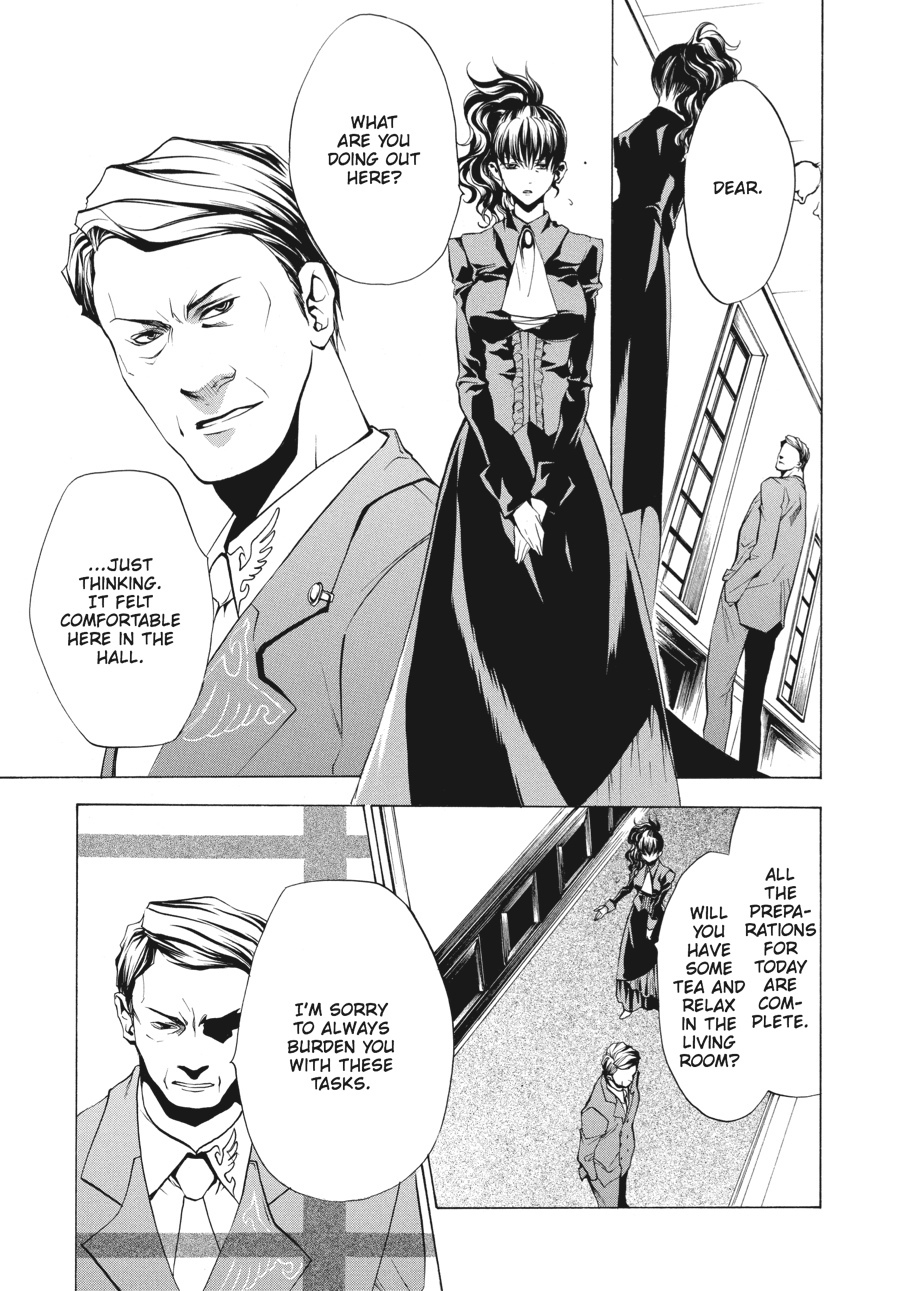 DEAR.
WHAT
ARE YOU
DOING OUT
HERE?
...JUST
THINKING.
IT FELT
COMFORTABLE
HERE IN THE
HALL.
ALL
THE
PREPA-
RATIONS
FOR
TODAY
ARE
COM-
PLETE.
WILL
YOU
HAVE
SOME
TEA AND
RELAX
IN THE
LIVING
ROOM?
I'M SORRY
TO ALWAYS
BURDEN YOU
WITH THESE
TASKS.